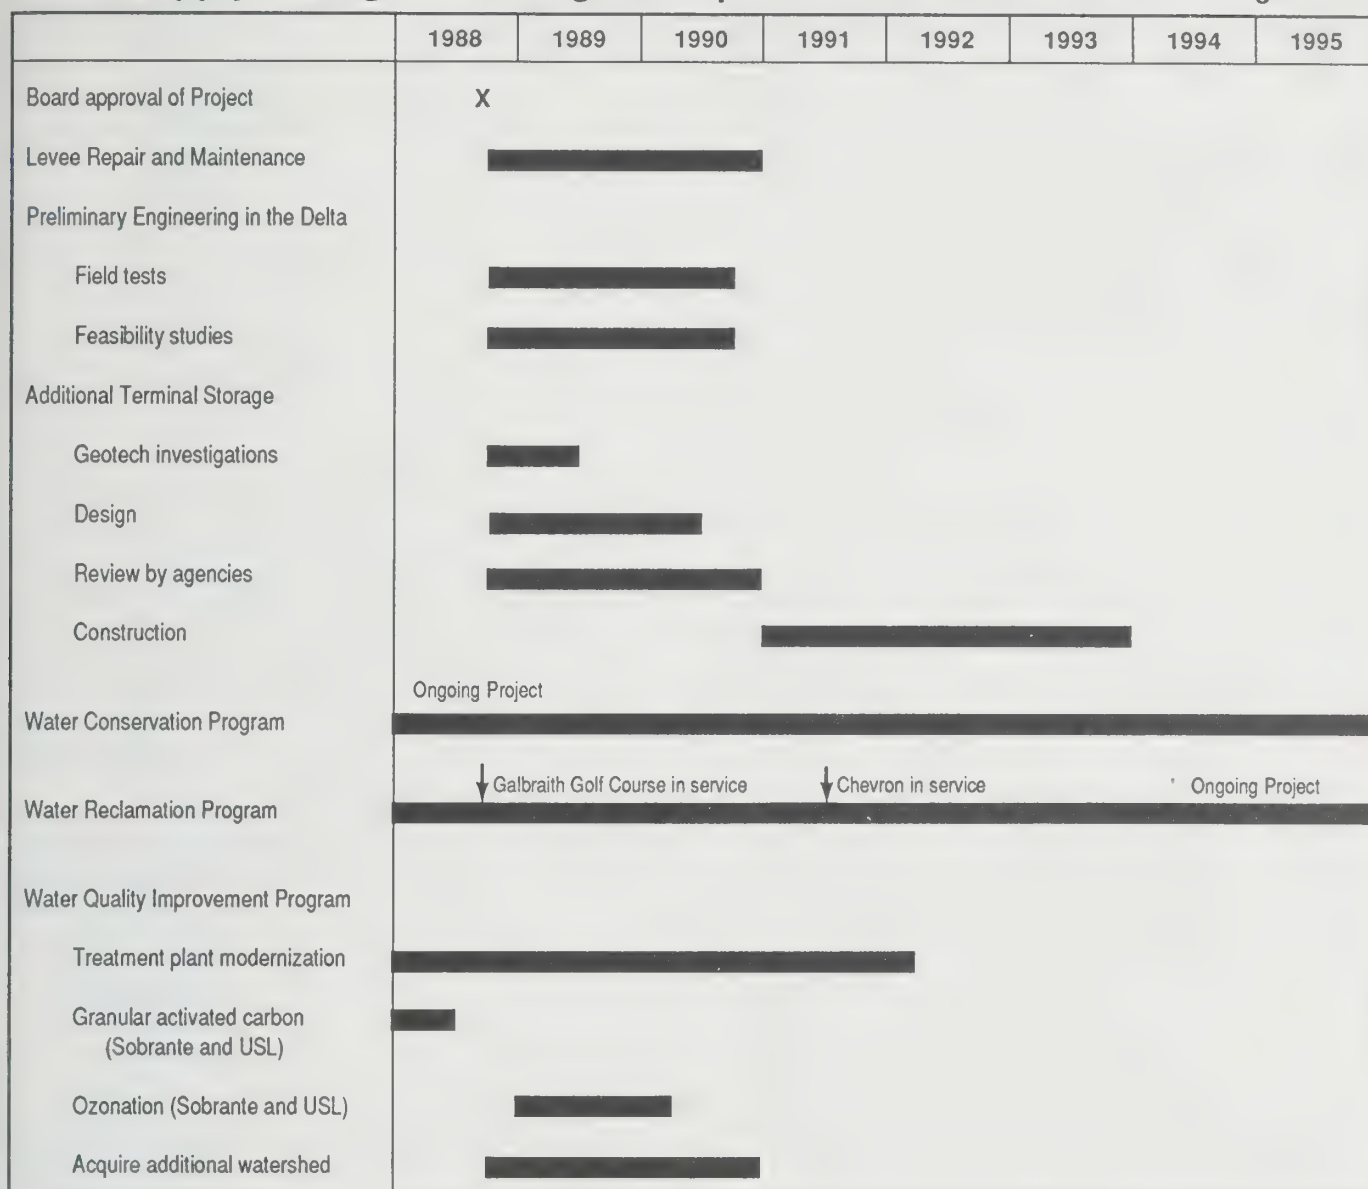 1988 1989 1990 1991 1992 1993 1994 1995
Board approval of Project X
Levee Repair and Maintenance
Preliminary Engineering in the Delta
Field tests
Feasibility studies
Additional Terminal Storage
Geotech investigations
Design
Review by agencies
Construction
Ongoing Project
Water Conservation Program
Galbraith Golf Course in service Chevron in service Ongoing Project
Water Reclamation Program
Water Quality Improvement Program
Treatment plant modernization
Granular activated carbon
(Sobrante and USL)
Ozonation (Sobrante and USL)
Acquire additional watershed